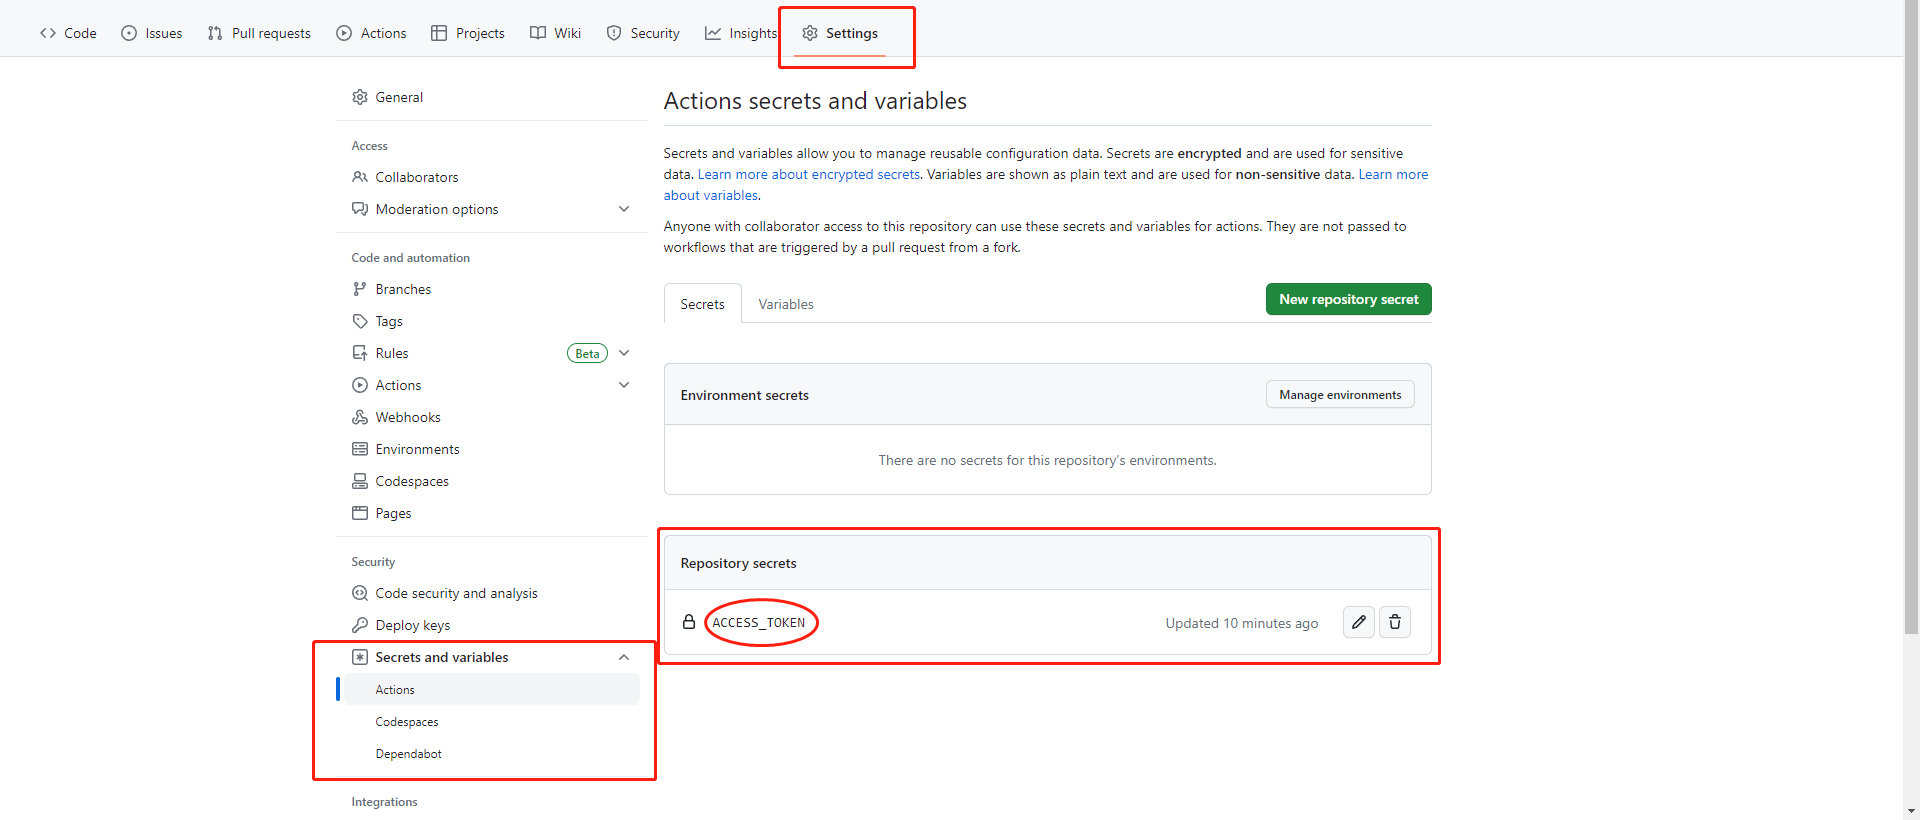 Code Issues Pull requests Actions Projects Wiki Security Insights Settings
General
Access
Collaborators
Moderation options
Code and automation
Branches
Tags
Rules Beta
Actions
Webhooks
Environments
Codespaces
Pages
Security
Code security and analysis
Deploy keys
Secrets and variables
Actions
Codespaces
Dependabot
Integrations
Actions secrets and variables
Secrets and variables allow you to manage reusable configuration data. Secrets are encrypted and are used for sensitive
data. Learn more about encrypted secrets. Variables are shown as plain text and are used for non-sensitive data. Learn more
about variables.
Anyone with collaborator access to this repository can use these secrets and variables for actions. They are not passed to
workflows that are triggered by a pull request from a fork.
Secrets Variables New repository secret
Environment secrets Manage environments
There are no secrets for this repository’s environments.
Repository secrets
ACCESS_TOKEN Updated 10 minutes ago